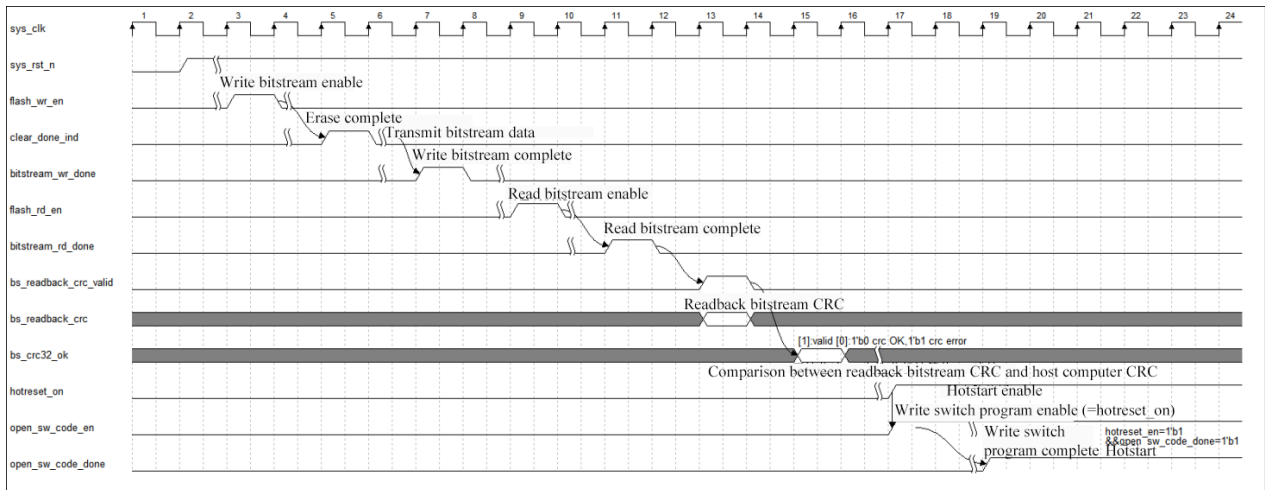 1 2 3 4 5 6 7 8 9 10 11 12 13 14 15 16 17 18 19 20 21 22 23 24
sys_clk
sys_rst_n
Write bitstream enable
flash_wr_en
Erase complete
clear_done_ind
Transmit bitstream data
Write bitstream complete
bitstream_wr_done
Read bitstream enable
flash_rd_en
Read bitstream complete
bitstream_rd_done
bs_readback_crc_valid
Readback bitstream CRC
bs_readback_crc
[1]:valid [0]:1'b0 crc OK,1'b1 crc error
bs_crc32_ok
Comparison between readback bitstream CRC and host computer CRC
hotreset_on
Hotstart enable
Write switch program enable (=hotreset_on)
open_sw_code_en
Write switch
program complete
hotreset_en=1'b1
&&open_sw_code_done=1'b1
Hotstart
open_sw_code_done